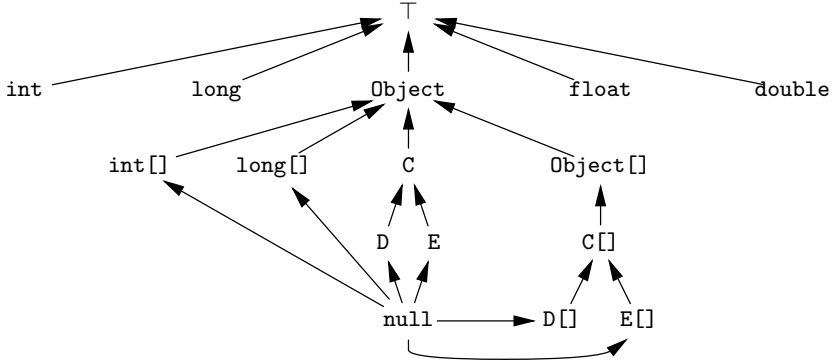 ⊤
int long Object float double
int[] long[] C Object[]
D E C[]
null D[] E[]